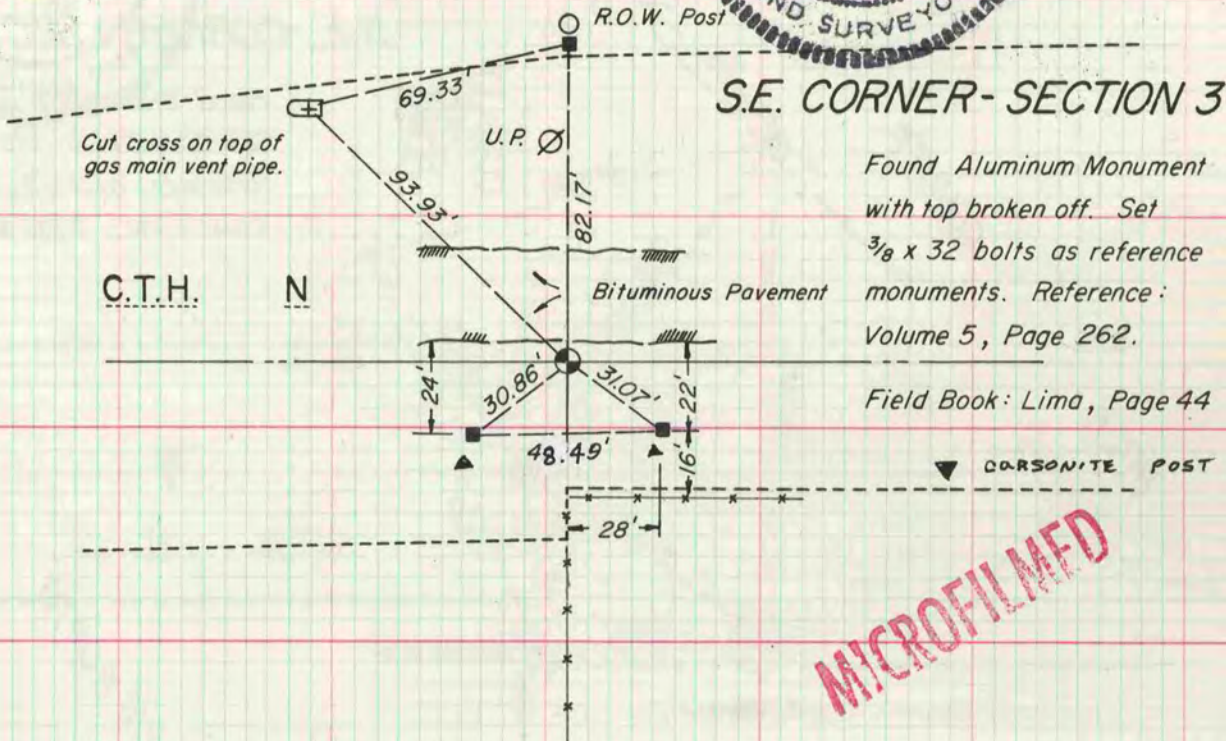 R.O.W. Post
ND SURVEYO
69.33'
S.E. CORNER - SECTION 3
Cut cross on top of
gas main vent pipe.
U.P.
93.93'
82.17'
Found Aluminum Monument
with top broken off. Set
3/8 x 32 bolts as reference
monuments. Reference:
Volume 5, Page 262.
C.T.H. N
Bituminous Pavement
24'
30.86'
31.07'
22'
Field Book: Lima, Page 44
48.49'
16'
CARSONITE POST
28'
MICROFILMED